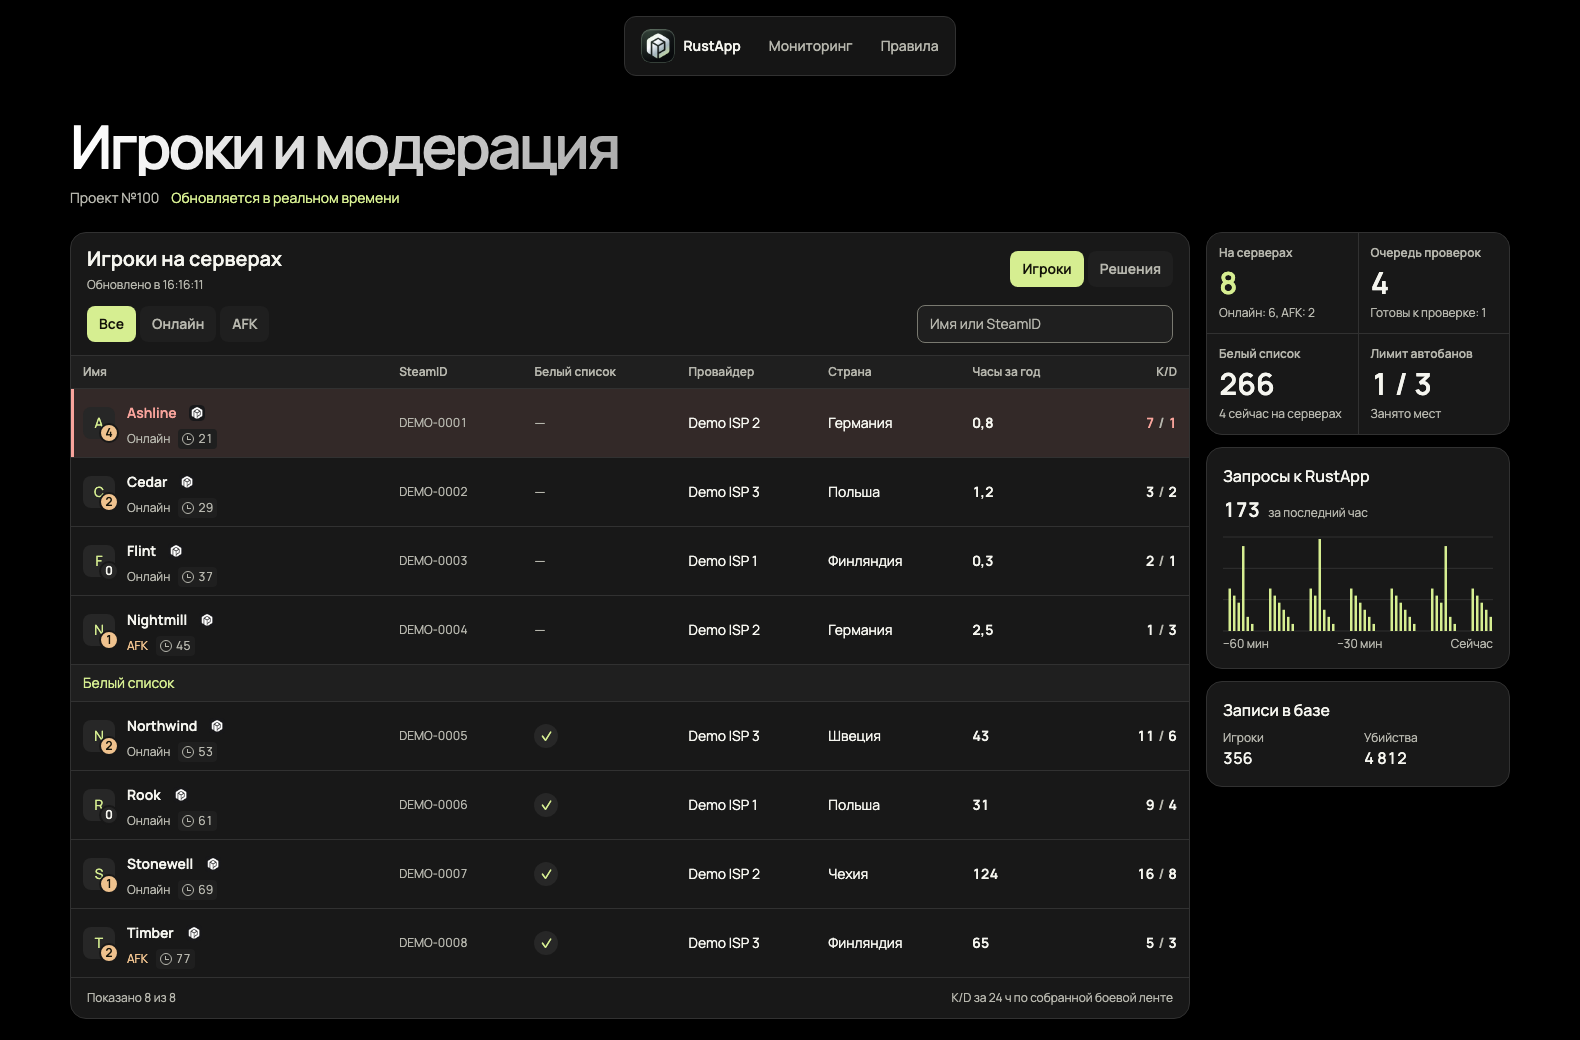 RustApp Мониторинг Правила
Игроки и модерация
Проект №100 Обновляется в реальном времени
Игроки на серверах
Обновлено в 16:16:11
Игроки Решения
Все Онлайн AFK
Имя или SteamID
Имя SteamID Белый список Провайдер Страна Часы за год K/D
A 4 Ashline Онлайн 21 DEMO-0001 — Demo ISP 2 Германия 0,8 7 / 1
C 2 Cedar Онлайн 29 DEMO-0002 — Demo ISP 3 Польша 1,2 3 / 2
F 0 Flint Онлайн 37 DEMO-0003 — Demo ISP 1 Финляндия 0,3 2 / 1
N 1 Nightmill AFK 45 DEMO-0004 — Demo ISP 2 Германия 2,5 1 / 3
Белый список
N 2 Northwind Онлайн 53 DEMO-0005 Demo ISP 3 Швеция 43 11 / 6
R 0 Rook Онлайн 61 DEMO-0006 Demo ISP 1 Польша 31 9 / 4
S 1 Stonewell Онлайн 69 DEMO-0007 Demo ISP 2 Чехия 124 16 / 8
T 2 Timber AFK 77 DEMO-0008 Demo ISP 3 Финляндия 65 5 / 3
Показано 8 из 8
K/D за 24 ч по собранной боевой ленте
На серверах
8
Онлайн: 6, AFK: 2
Очередь проверок
4
Готовы к проверке: 1
Белый список
266
4 сейчас на серверах
Лимит автобанов
1 / 3
Занято мест
Запросы к RustApp
173 за последний час
−60 мин −30 мин Сейчас
Записи в базе
Игроки Убийства
356 4 812